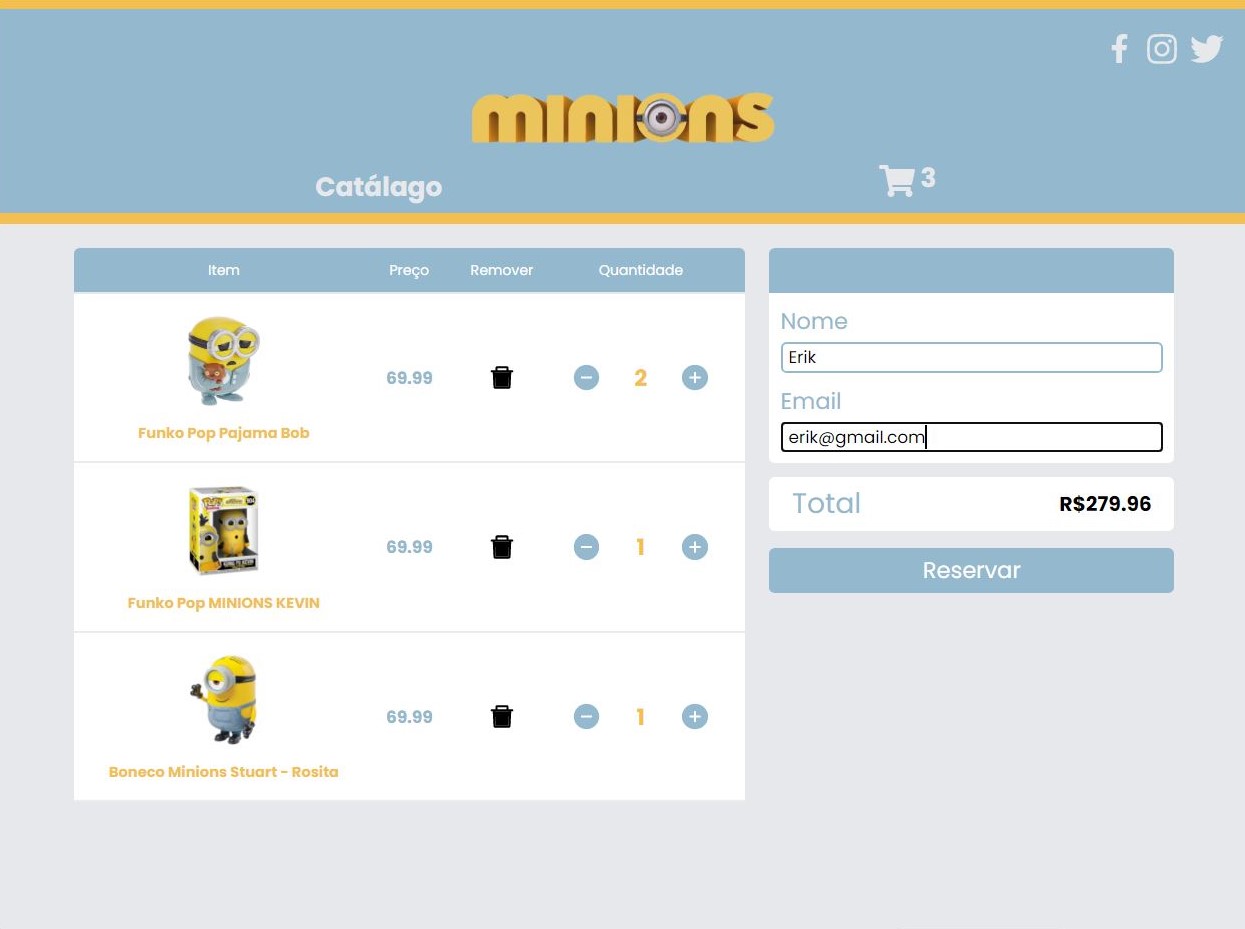 minions
Catálago
3
Item Preço Remover Quantidade
69.99 2
Funko Pop Pajama Bob
69.99 1
Funko Pop MINIONS KEVIN
69.99 1
Boneco Minions Stuart - Rosita
Nome
Erik
Email
erik@gmail.com
Total R$279.96
Reservar